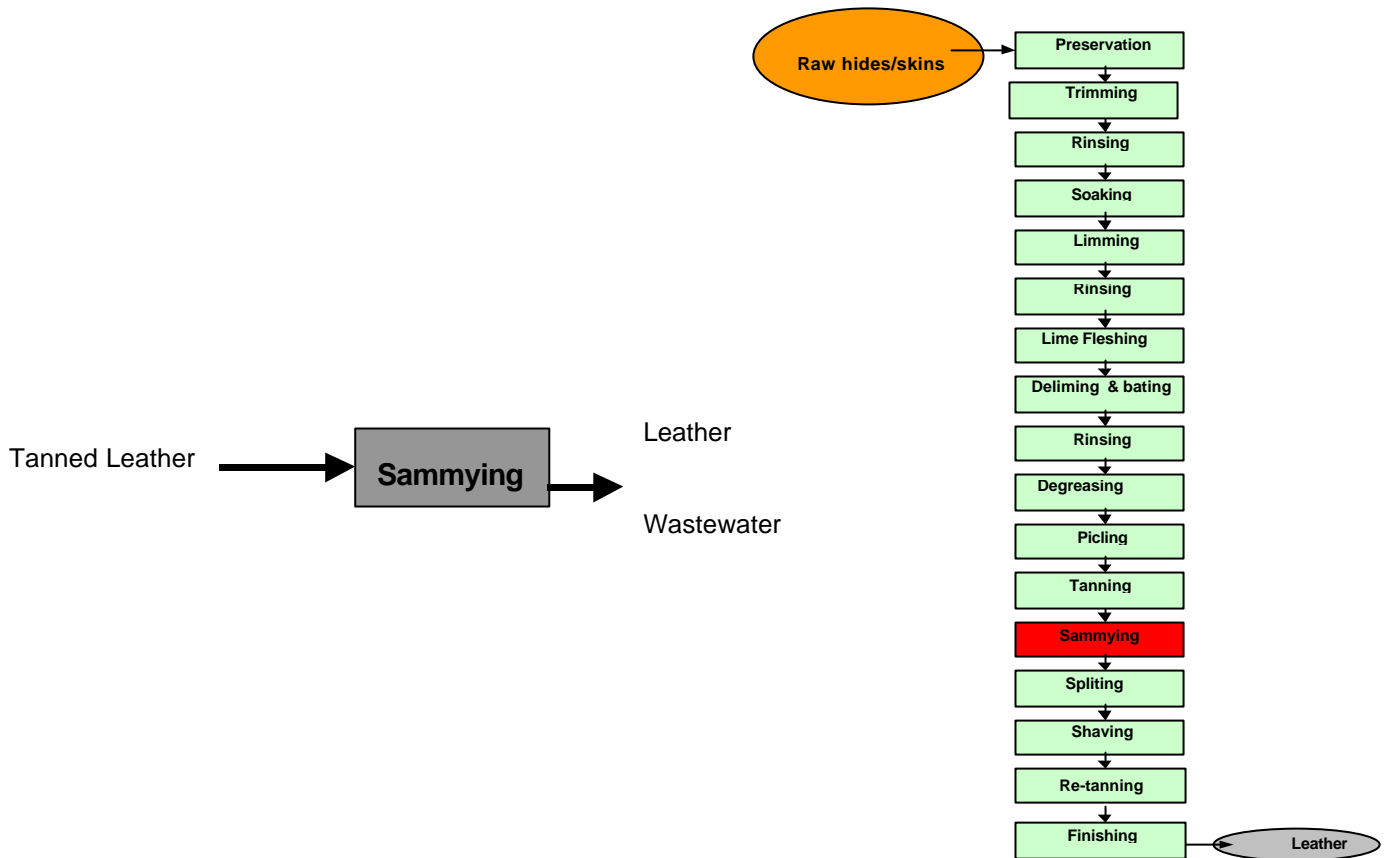 Tanned Leather
Sammying
Leather
Wastewater
Raw hides/skins
Preservation
Trimming
Rinsing
Soaking
Limming
Rinsing
Lime Fleshing
Deliming & bating
Rinsing
Degreasing
Picling
Tanning
Sammying
Spliting
Shaving
Re-tanning
Finishing
Leather